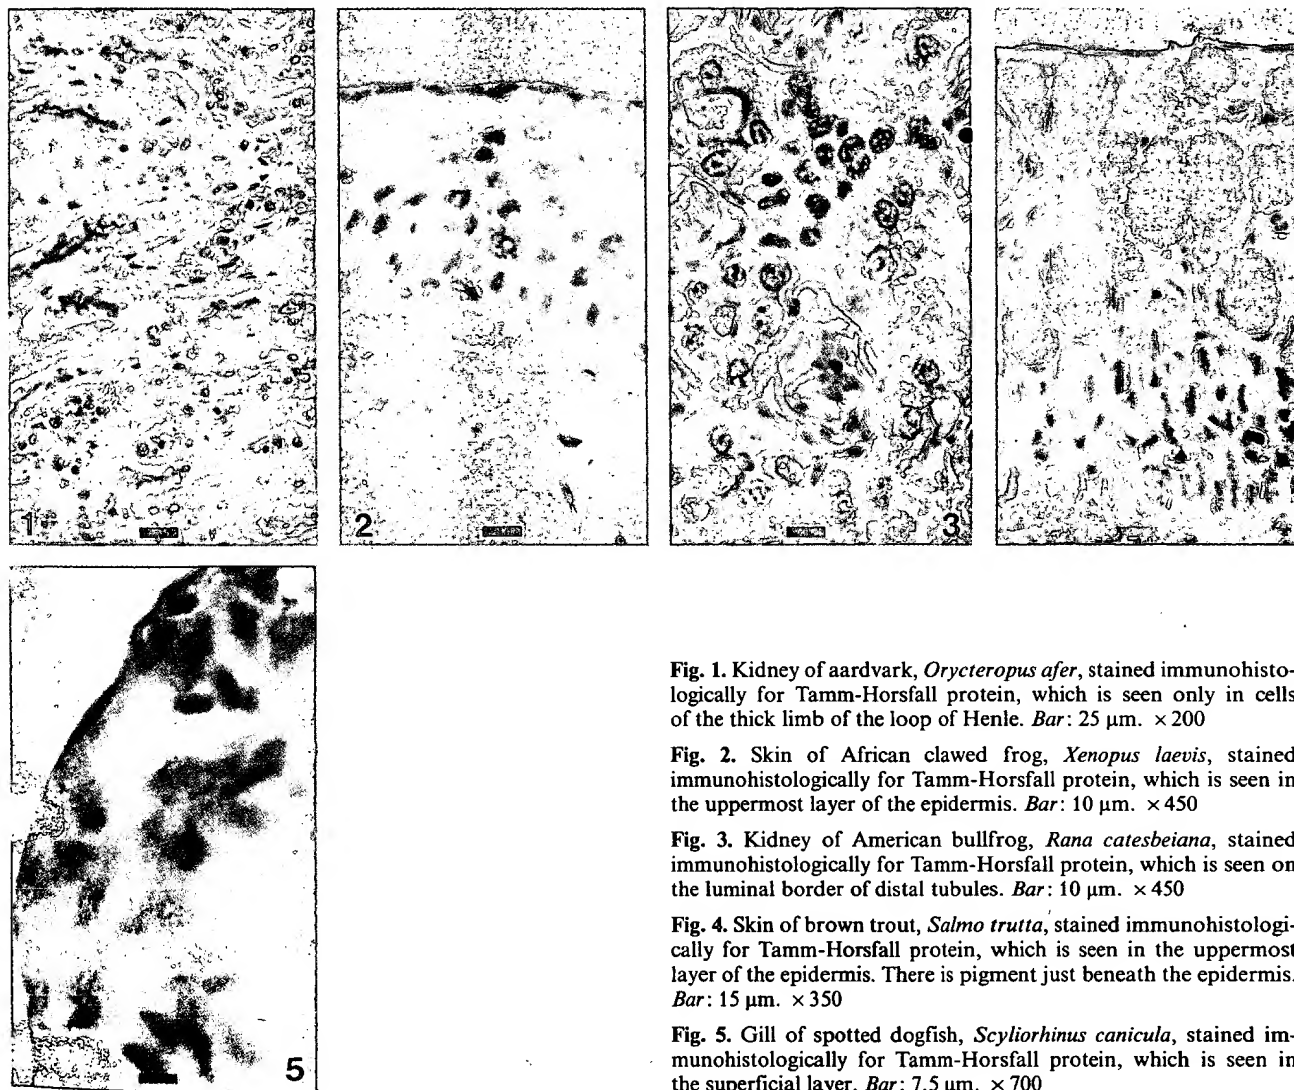 1
2
3
5
Fig. 1. Kidney of aardvark, Orycteropus afer, stained immunohisto-
logically for Tamm-Horsfall protein, which is seen only in cells
of the thick limb of the loop of Henle. Bar: 25 μm. ×200
Fig. 2. Skin of African clawed frog, Xenopus laevis, stained
immunohistologically for Tamm-Horsfall protein, which is seen in
the uppermost layer of the epidermis. Bar: 10 μm. ×450
Fig. 3. Kidney of American bullfrog, Rana catesbeiana, stained
immunohistologically for Tamm-Horsfall protein, which is seen on
the luminal border of distal tubules. Bar: 10 μm. ×450
Fig. 4. Skin of brown trout, Salmo trutta, stained immunohistologi-
cally for Tamm-Horsfall protein, which is seen in the uppermost
layer of the epidermis. There is pigment just beneath the epidermis.
Bar: 15 μm. ×350
Fig. 5. Gill of spotted dogfish, Scyliorhinus canicula, stained im-
munohistologically for Tamm-Horsfall protein, which is seen in
the superficial layer. Bar: 7.5 μm. ×700